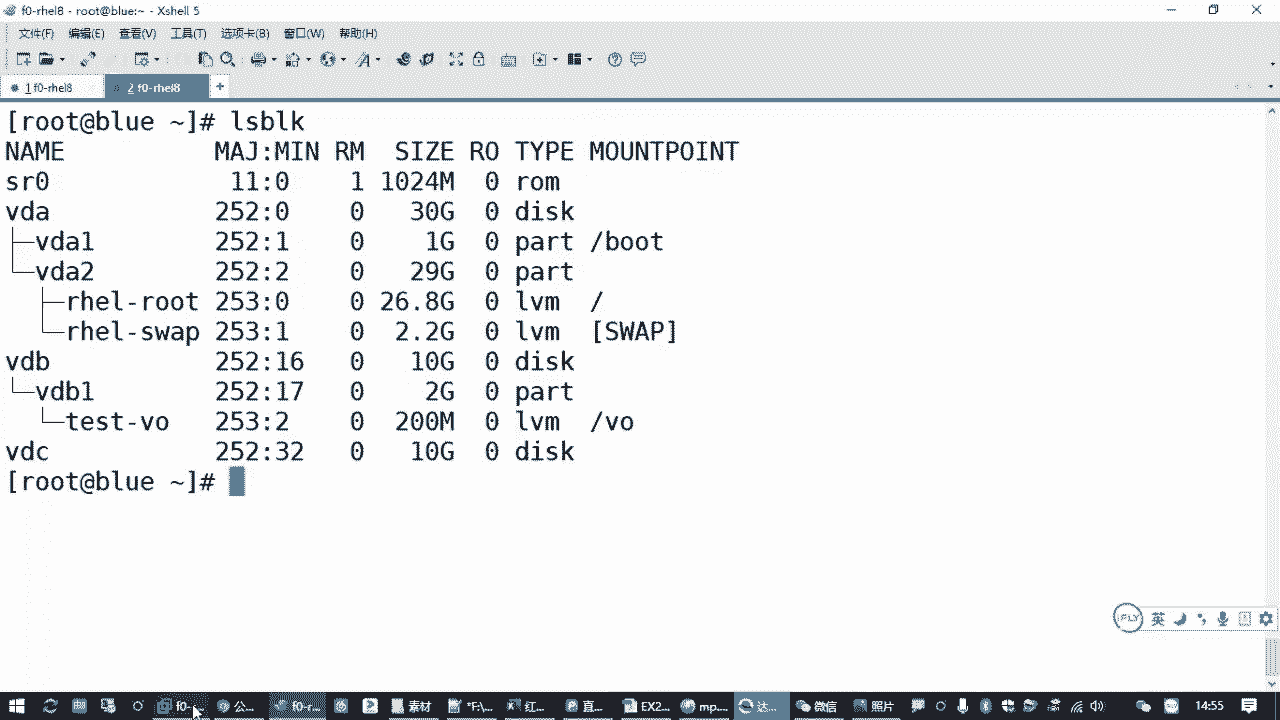 f0-rhel8 - root@blue:~ - Xshell 5
文件(F) 编辑(E) 查看(V) 工具(T) 选项卡(B) 窗口(W) 帮助(H)
1 f0-rhel8 2 f0-rhel8 +
[root@blue ~]# lsblk
NAME MAJ:MIN RM SIZE RO TYPE MOUNTPOINT
sr0 11:0 1 1024M 0 rom
vda 252:0 0 30G 0 disk
├─vda1 252:1 0 1G 0 part /boot
└─vda2 252:2 0 29G 0 part
├─rhel-root 253:0 0 26.8G 0 lvm /
└─rhel-swap 253:1 0 2.2G 0 lvm [SWAP]
vdb 252:16 0 10G 0 disk
└─vdb1 252:17 0 2G 0 part
└─test-vo 253:2 0 200M 0 lvm /vo
vdc 252:32 0 10G 0 disk
[root@blue ~]#
iFLY 英
f0-... 公... f0-r... 素材 *F:\... 红... 直... EX2... mp... 达... 微信 照片 14:55